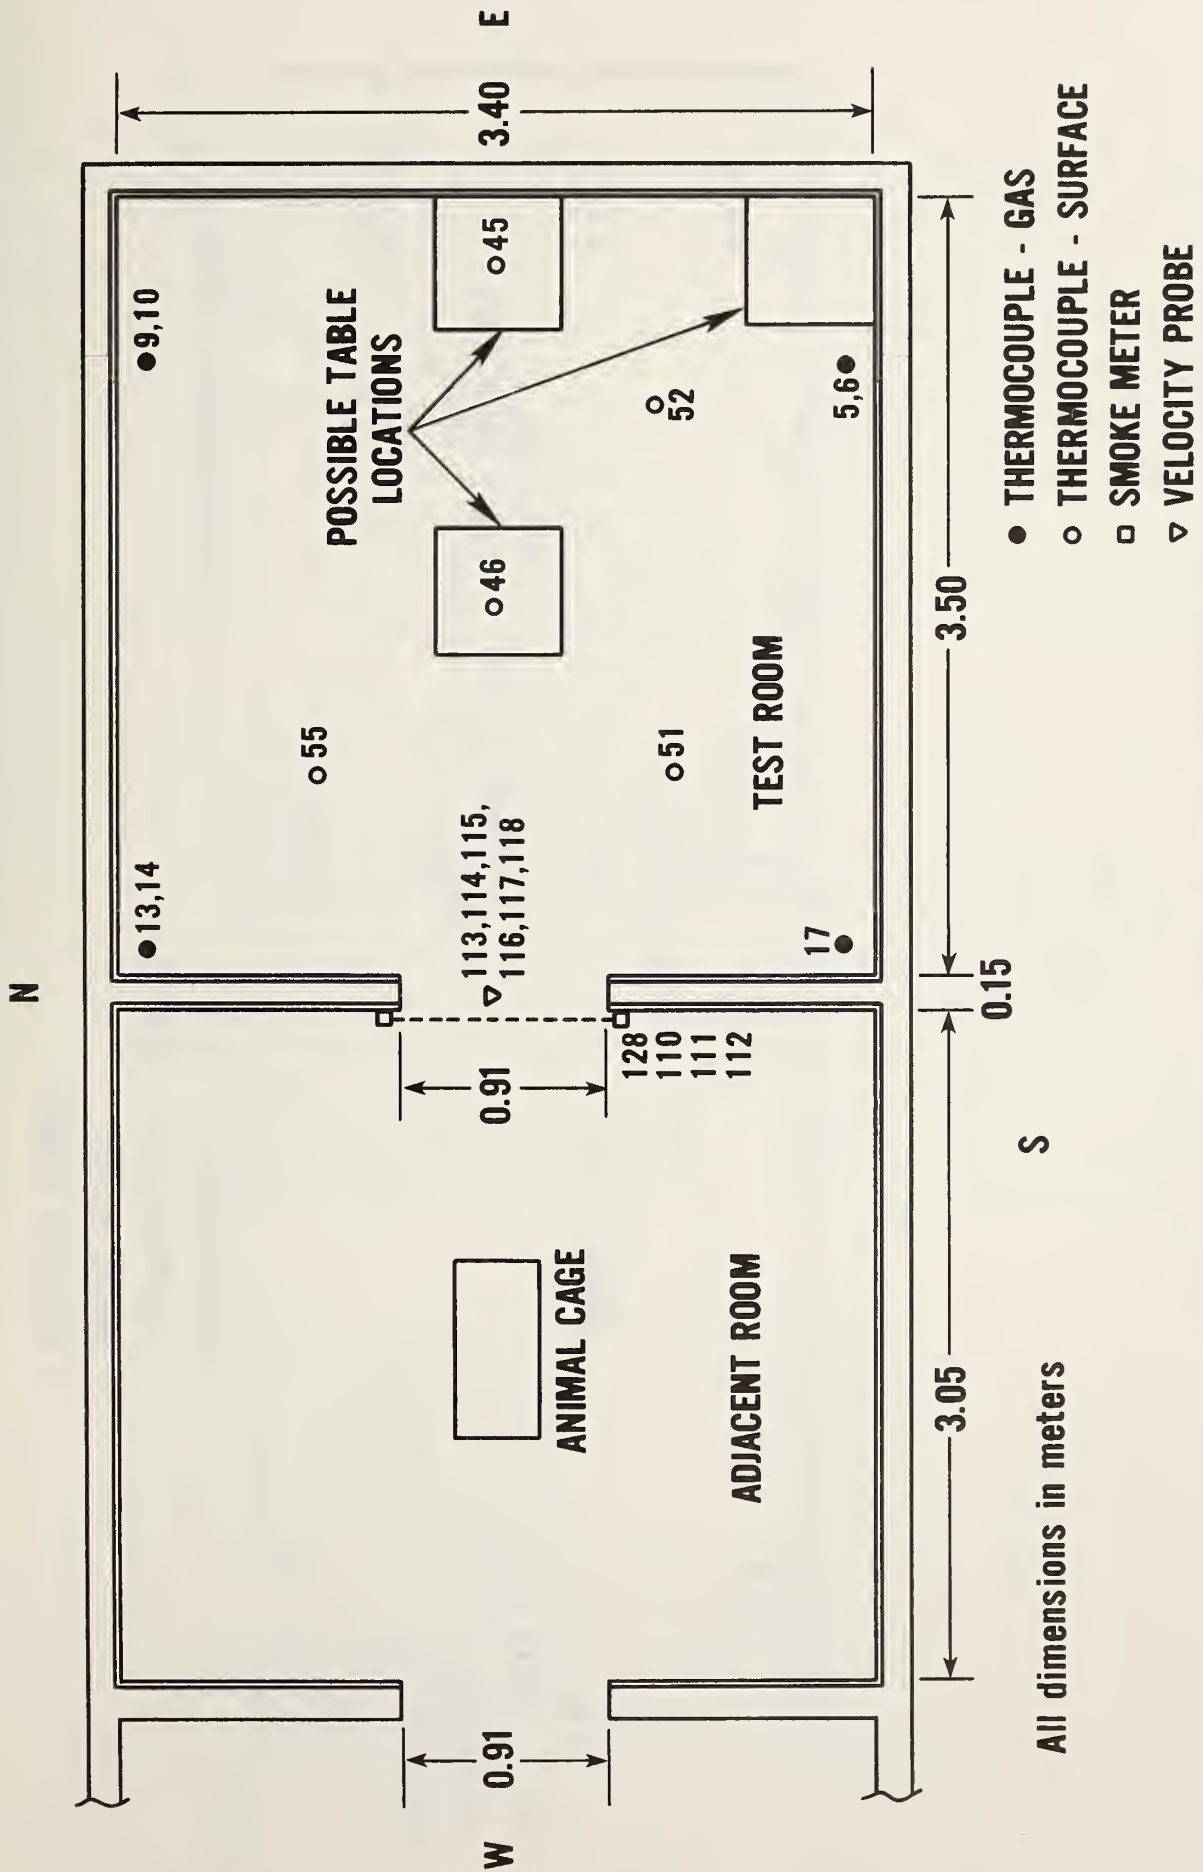 N
E
W
S
3.40
9,10
POSSIBLE TABLE
LOCATIONS
45
46
52
5,6
55
51
TEST ROOM
13,14
113,114,115,
116,117,118
17
0.91
128
110
111
112
ANIMAL CAGE
ADJACENT ROOM
0.91
3.50
0.15
3.05
THERMOCOUPLE - GAS
THERMOCOUPLE - SURFACE
SMOKE METER
VELOCITY PROBE
All dimensions in meters